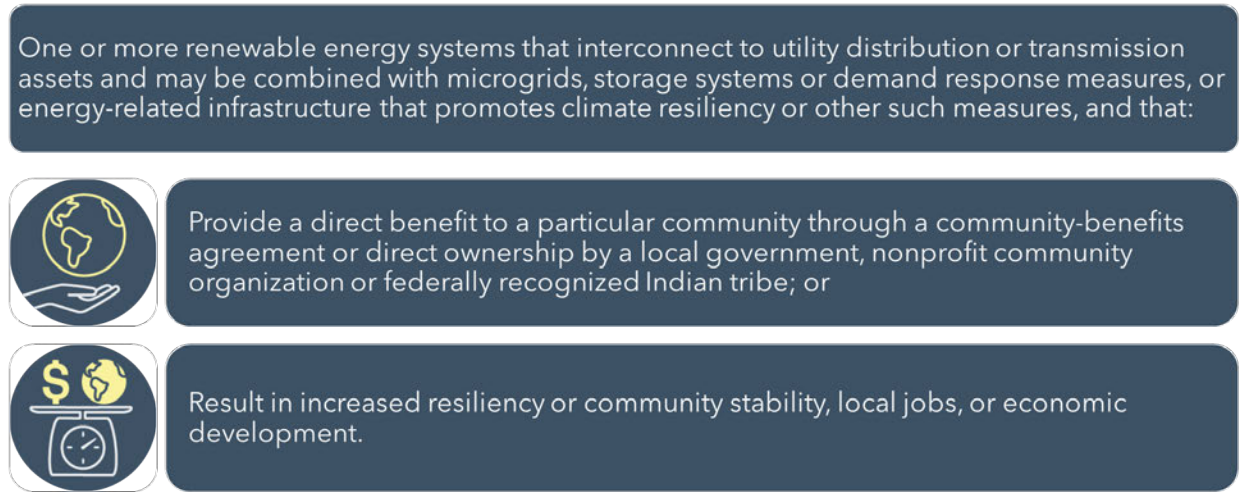 One or more renewable energy systems that interconnect to utility distribution or transmission
assets and may be combined with microgrids, storage systems or demand response measures, or
energy-related infrastructure that promotes climate resiliency or other such measures, and that:
Provide a direct benefit to a particular community through a community-benefits
agreement or direct ownership by a local government, nonprofit community
organization or federally recognized Indian tribe; or
$
Result in increased resiliency or community stability, local jobs, or economic
development.